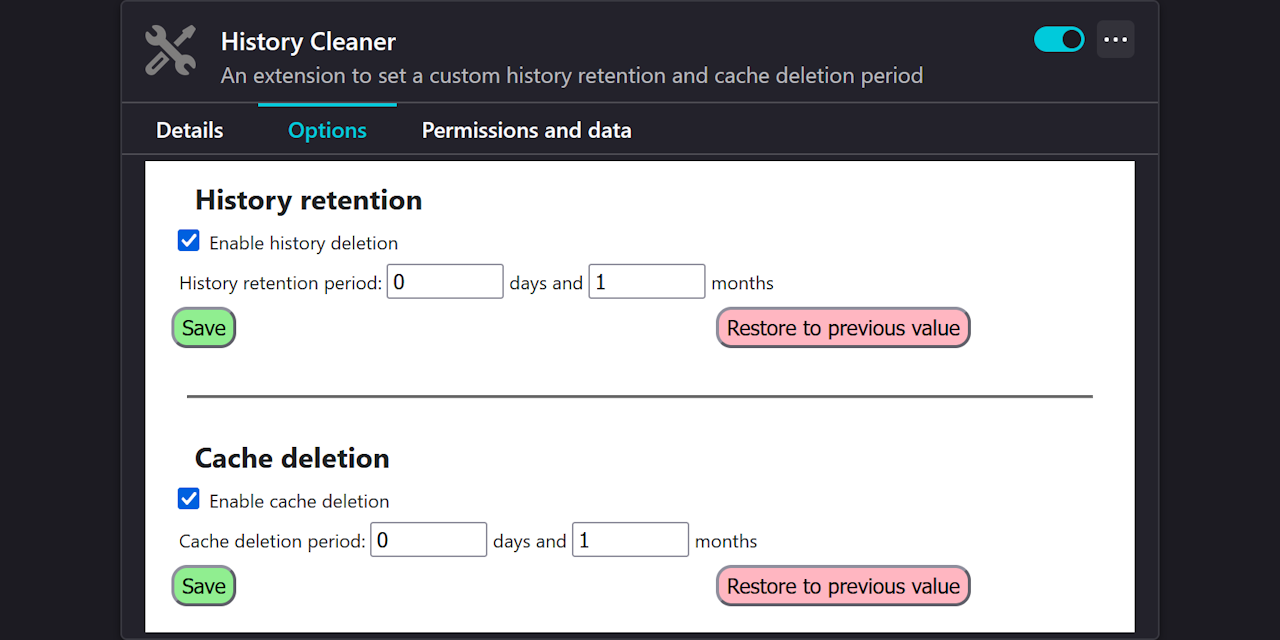 History Cleaner
An extension to set a custom history retention and cache deletion period
Details Options Permissions and data
History retention
Enable history deletion
History retention period: 0 days and 1 months
Save Restore to previous value
Cache deletion
Enable cache deletion
Cache deletion period: 0 days and 1 months
Save Restore to previous value